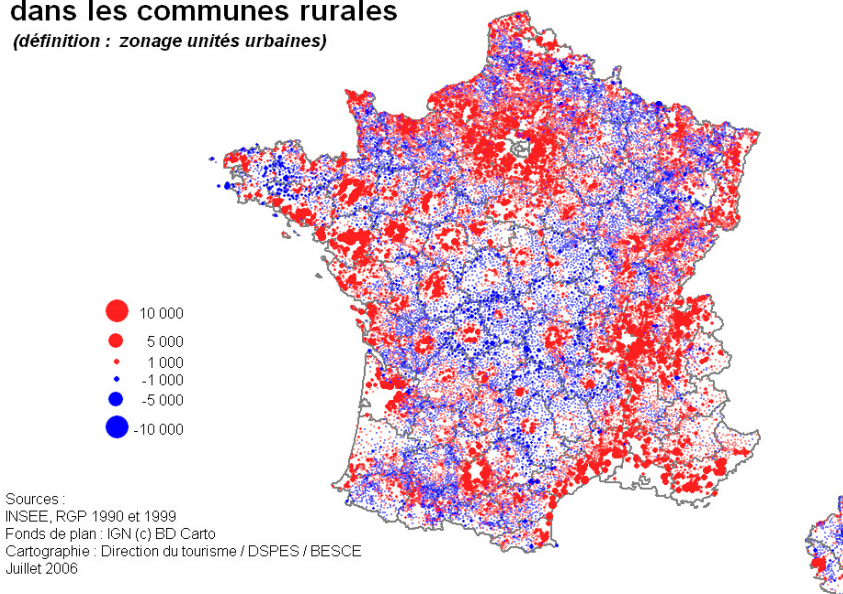 dans les communes rurales
(définition : zonage unités urbaines)
10 000
5 000
1 000
-1 000
-5 000
-10 000
Sources :
INSEE, RGP 1990 et 1999
Fonds de plan : IGN (c) BD Carto
Cartographie : Direction du tourisme / DSPES / BESCE
Juillet 2006